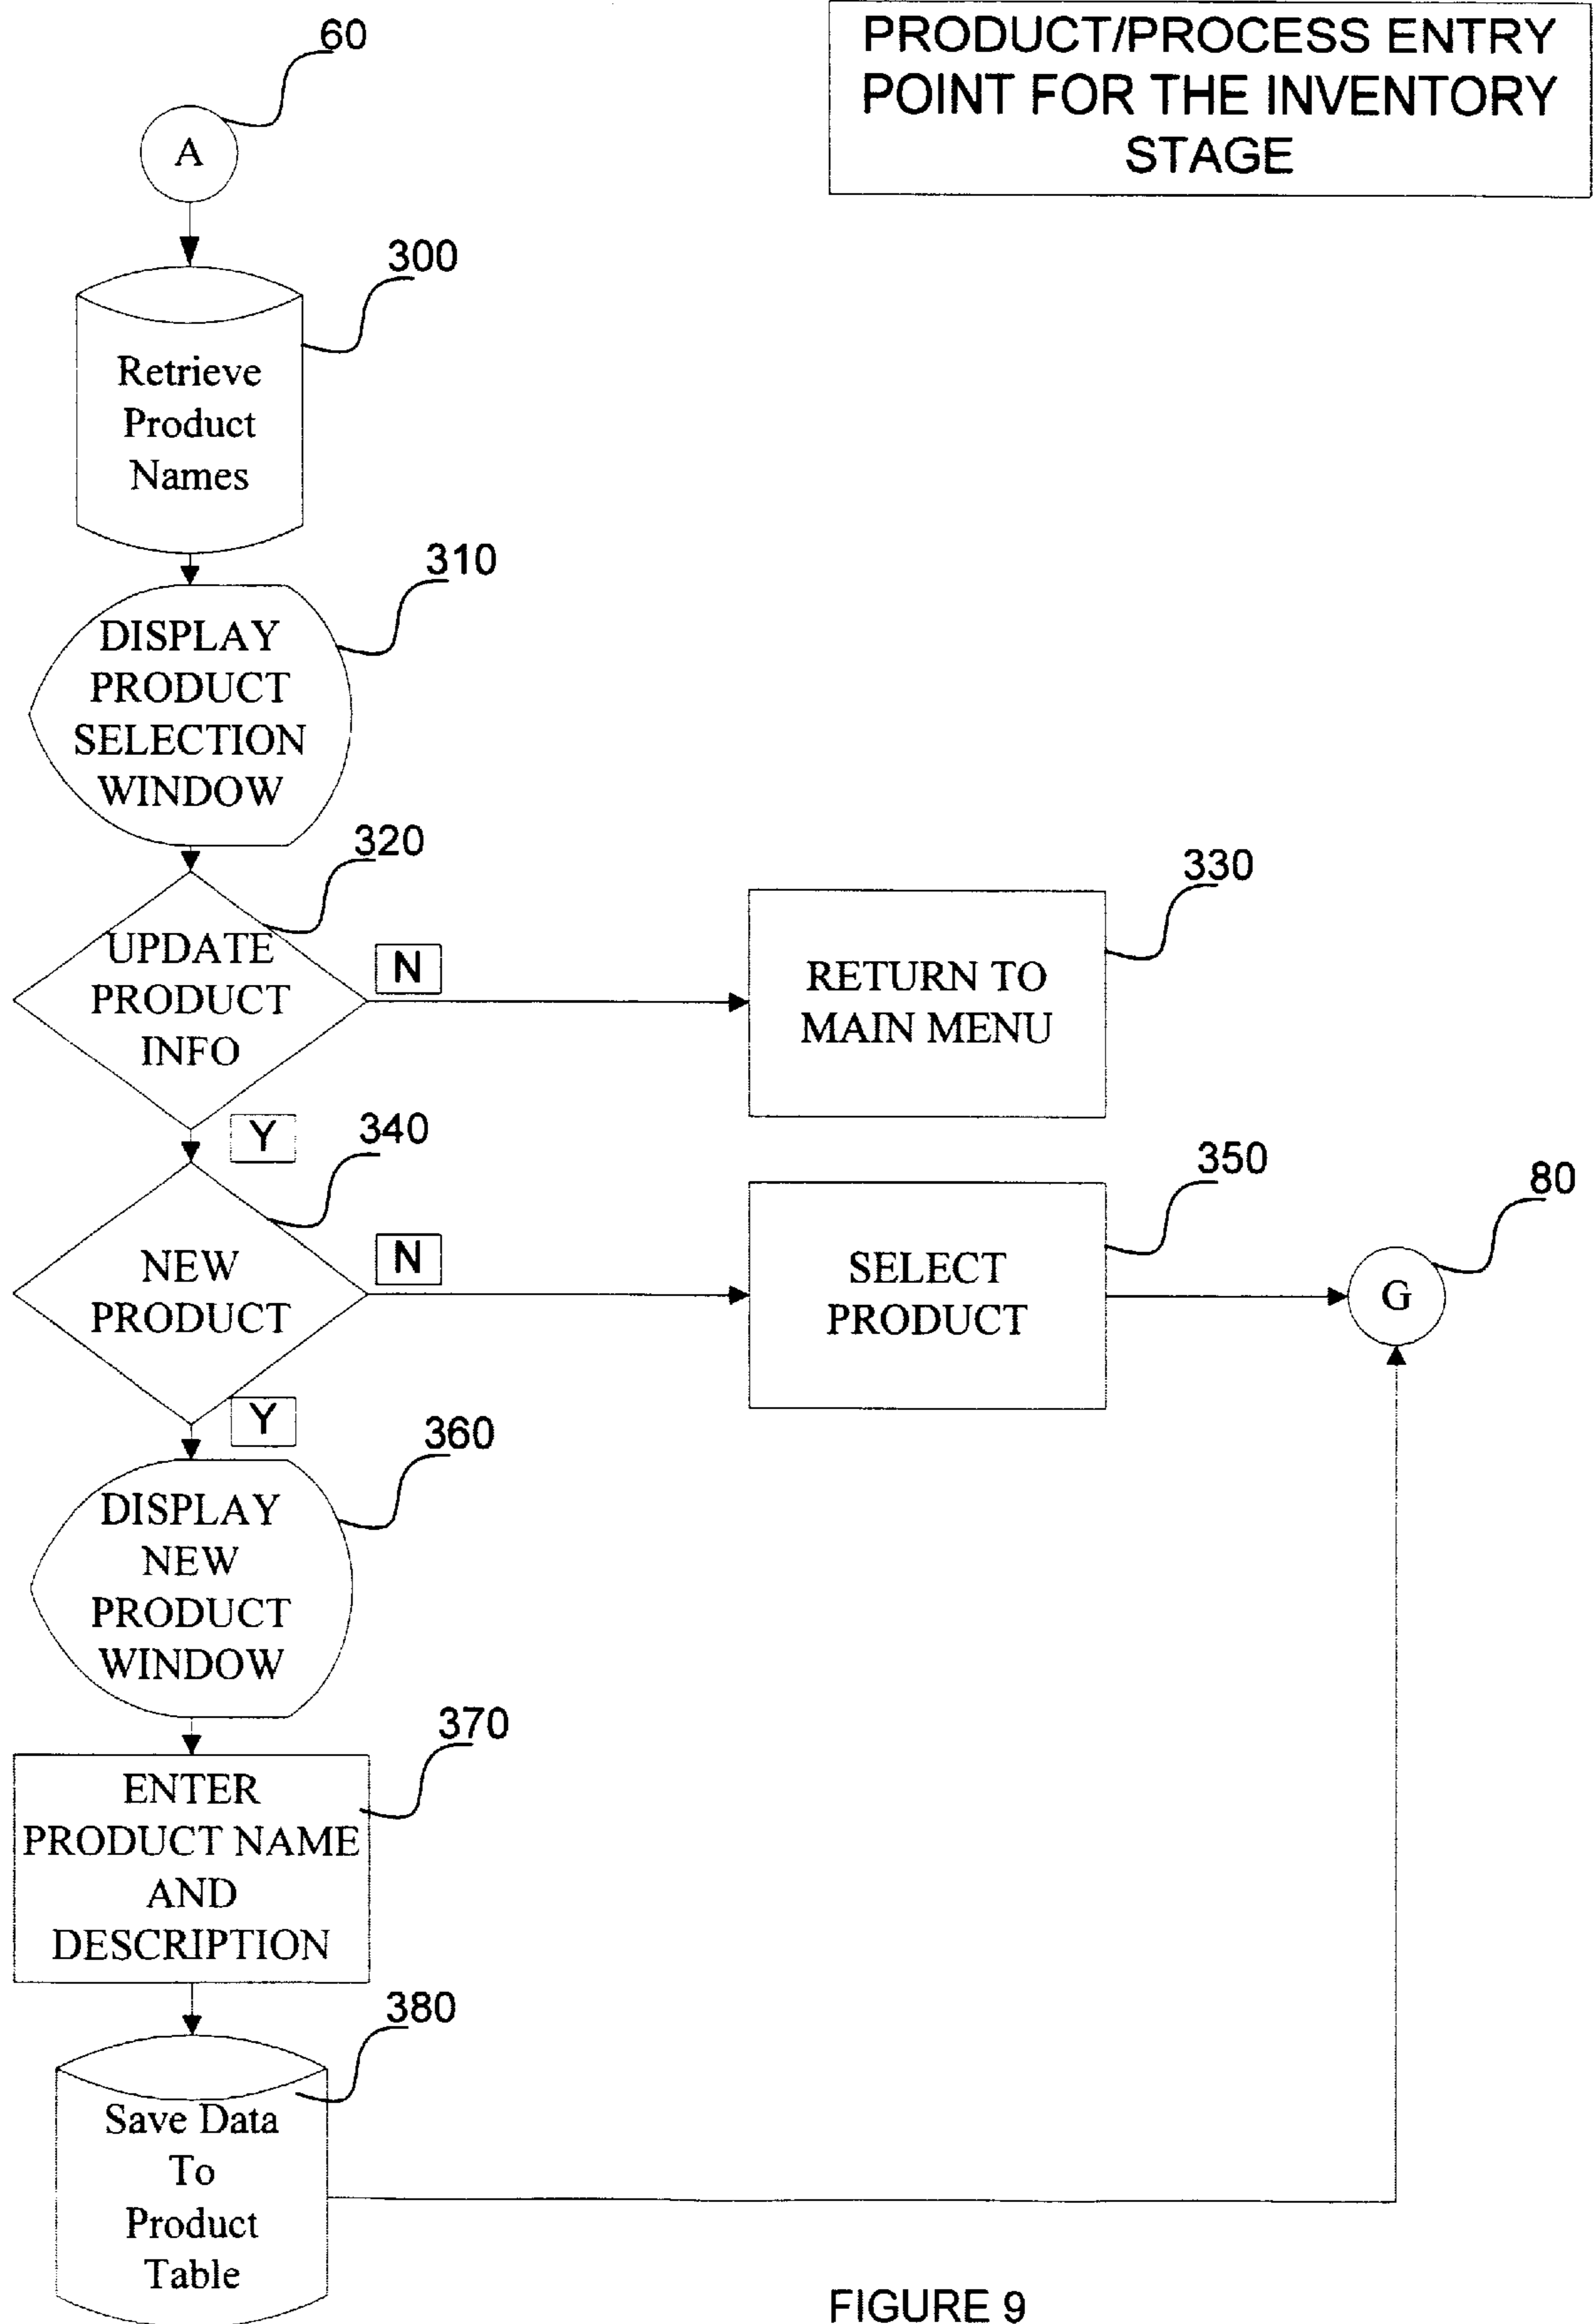 PRODUCT/PROCESS ENTRY
POINT FOR THE INVENTORY
STAGE
60
A
300
Retrieve
Product
Names
310
DISPLAY
PRODUCT
SELECTION
WINDOW
320
UPDATE
PRODUCT
INFO
N
330
RETURN TO
MAIN MENU
Y
340
NEW
PRODUCT
N
350
SELECT
PRODUCT
80
G
Y
360
DISPLAY
NEW
PRODUCT
WINDOW
370
ENTER
PRODUCT NAME
AND
DESCRIPTION
380
Save Data
To
Product
Table
FIGURE 9